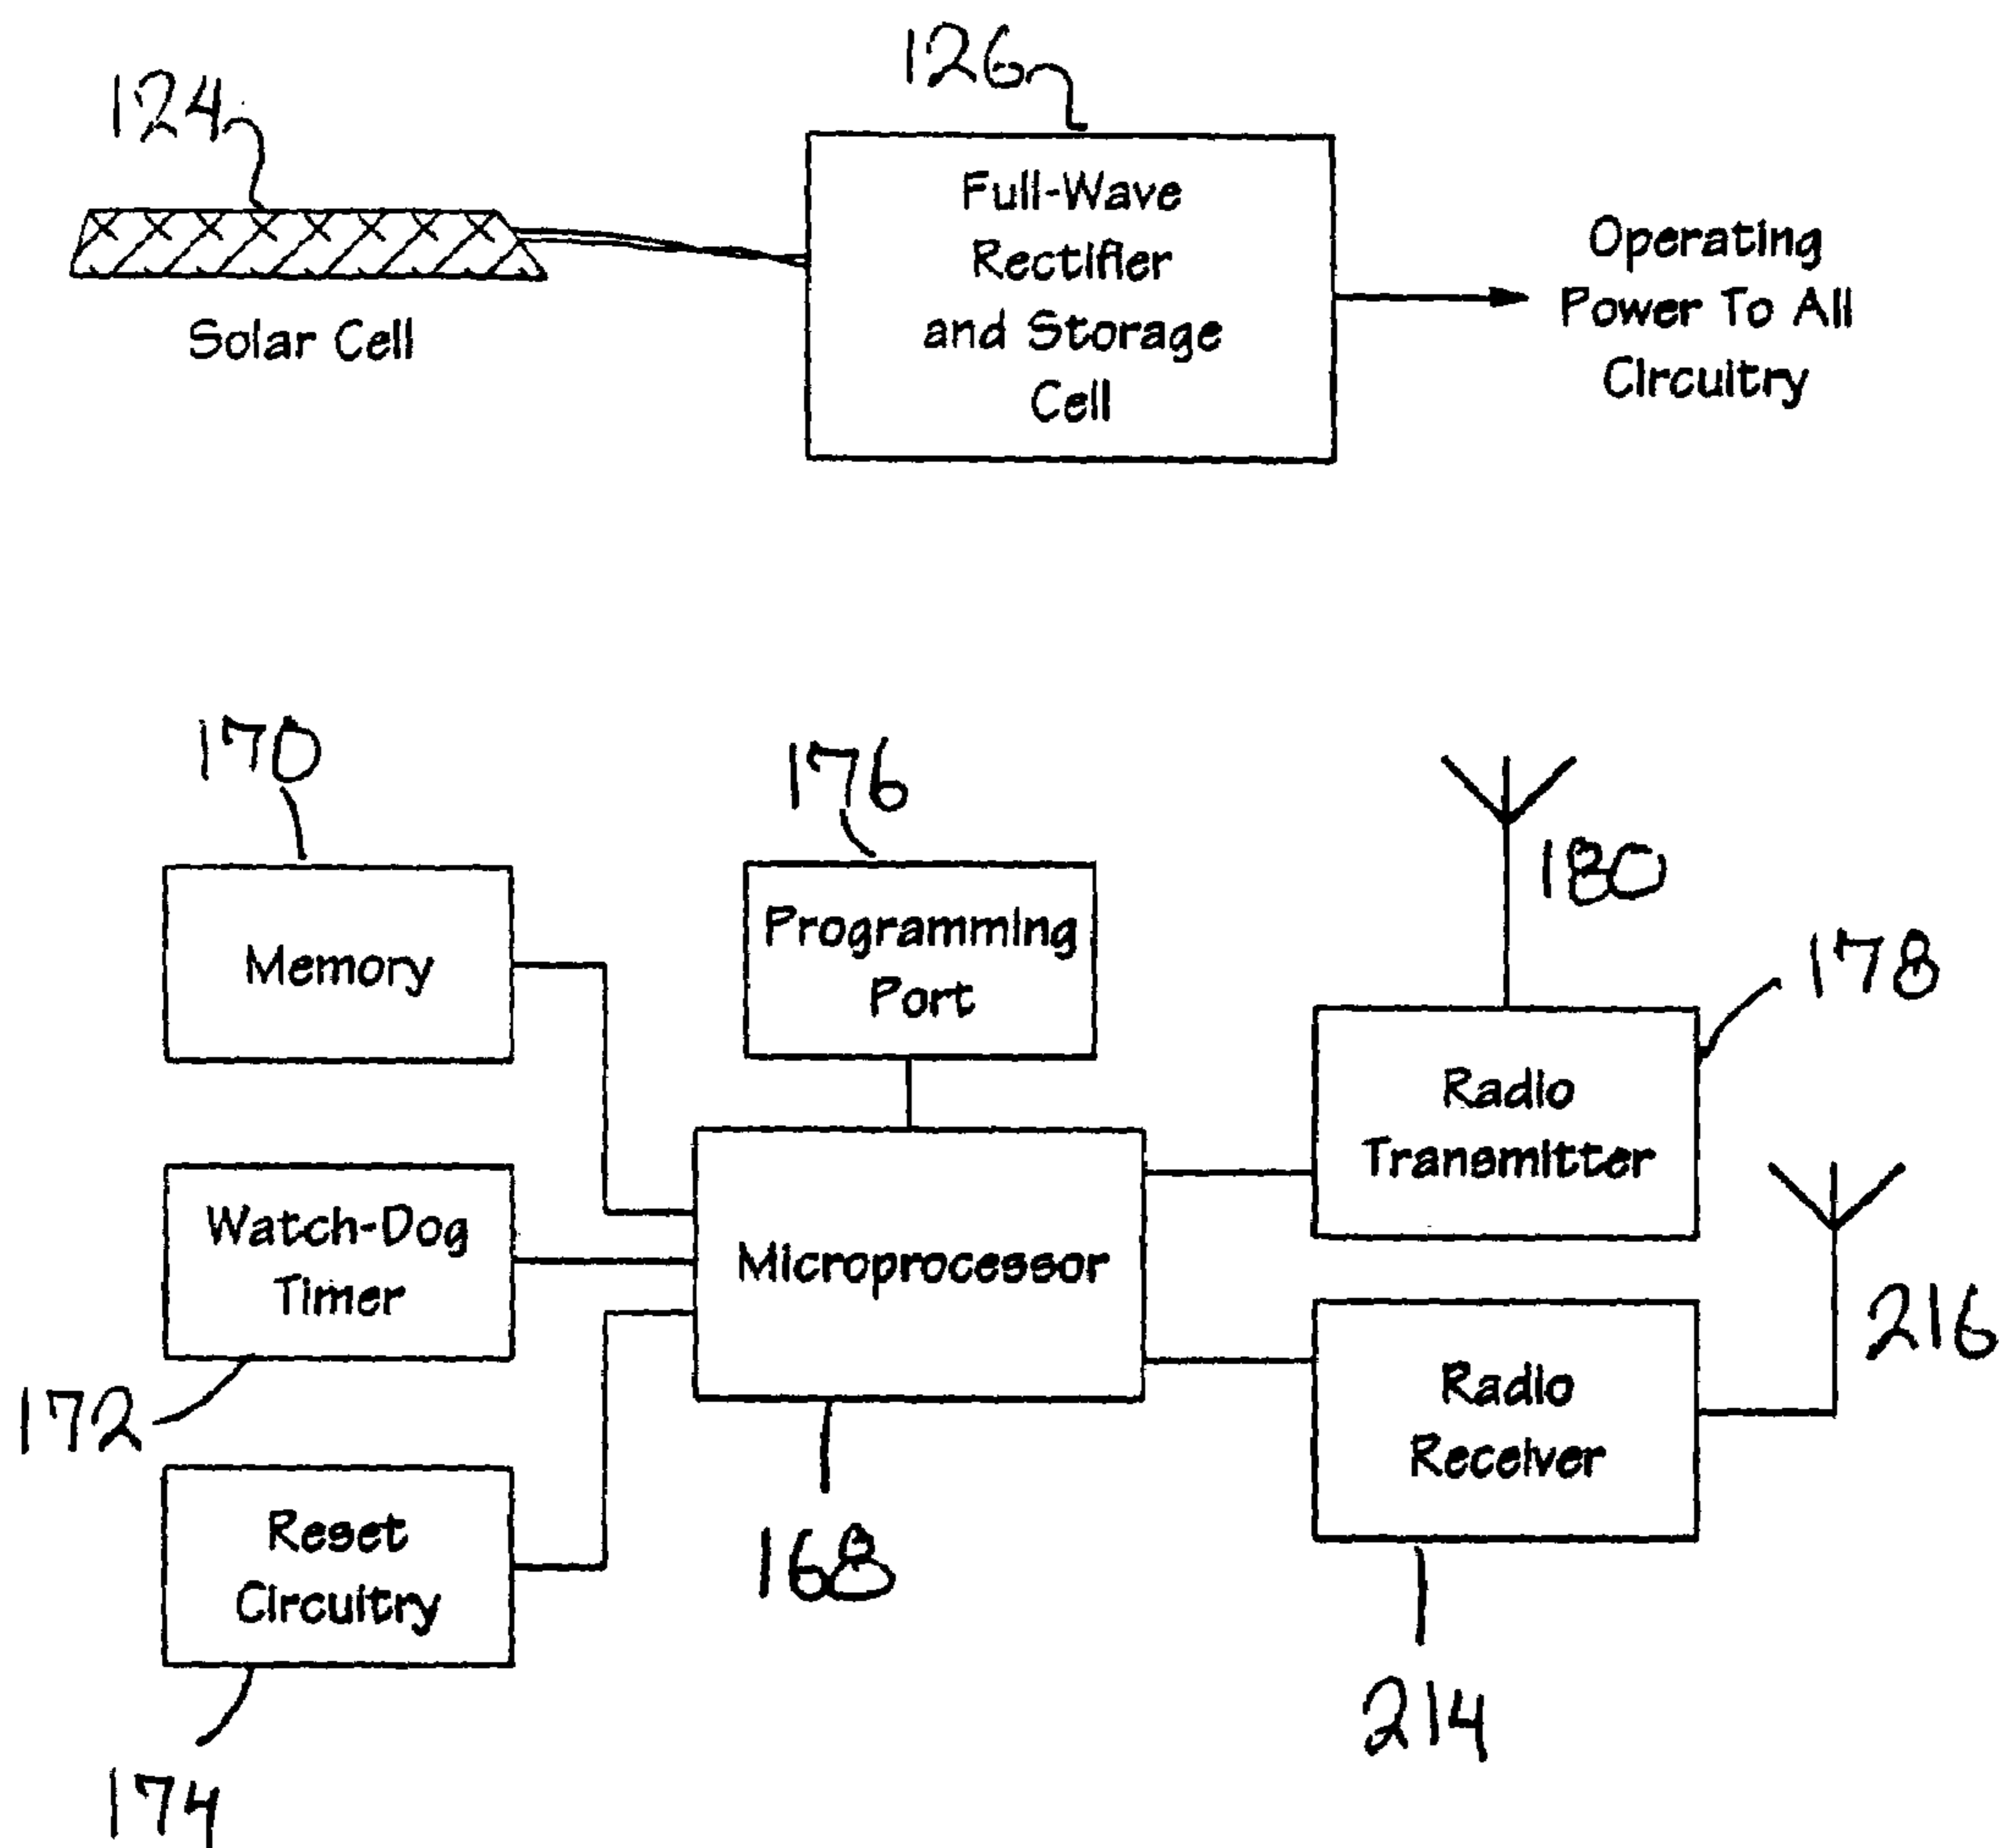 124
126
Solar Cell
Full-Wave
Rectifier
and Storage
Cell
Operating
Power To All
Circuitry
170
Memory
176
Programming
Port
180
178
Radio
Transmitter
Watch-Dog
Timer
172
Microprocessor
168
216
Radio
Receiver
214
Reset
Circuitry
174